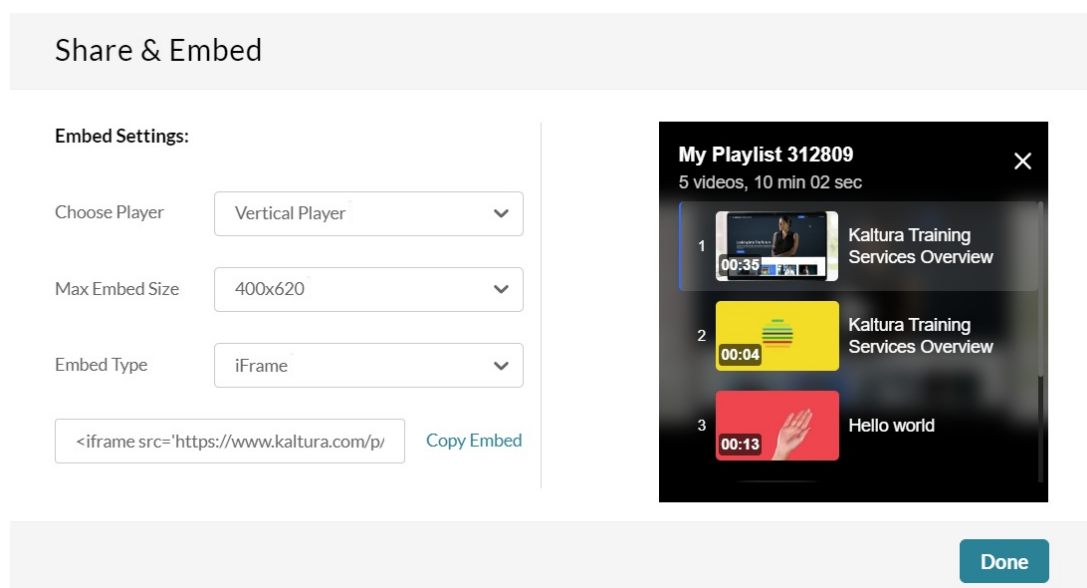 Share & Embed
Embed Settings:
Choose Player
Vertical Player
Max Embed Size
400x620
Embed Type
iFrame
<iframe src='https://www.kaltura.com/p/
Copy Embed
My Playlist 312809
5 videos, 10 min 02 sec
1
00:35
Kaltura Training
Services Overview
2
00:04
Kaltura Training
Services Overview
3
00:13
Hello world
Done